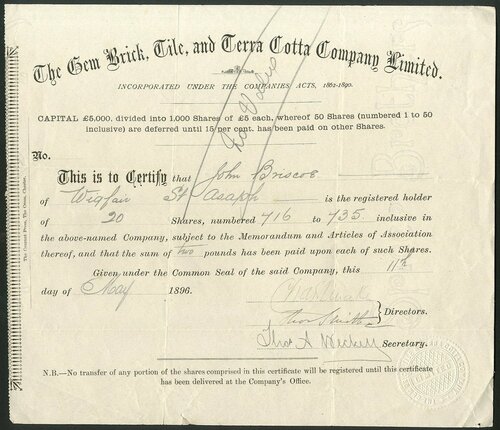 The Gem Brick, Tile, and Terra Cotta Company Limited.
INCORPORATED UNDER THE COMPANIES ACTS, 1862-1890.
CAPITAL £5,000, divided into 1,000 Shares of £5 each, whereof 50 Shares (numbered 1 to
50 inclusive) are deferred until 15 per cent. has been paid on other Shares.
No.
This is to Certify that John Briscoe
of Wigfair St Asaph is the registered holder
of 20 Shares, numbered 716 to 735 inclusive in
the above-named Company, subject to the Memorandum and Articles of Association
thereof, and that the sum of two pounds has been paid upon each of such Shares.
Given under the Common Seal of the said Company, this 11th
day of May 1896.
Thos Smith
Directors.
Thos A Secretary.
N.B.—No transfer of any portion of the shares comprised in this certificate will be registered until this certificate
has been delivered at the Company's Office.